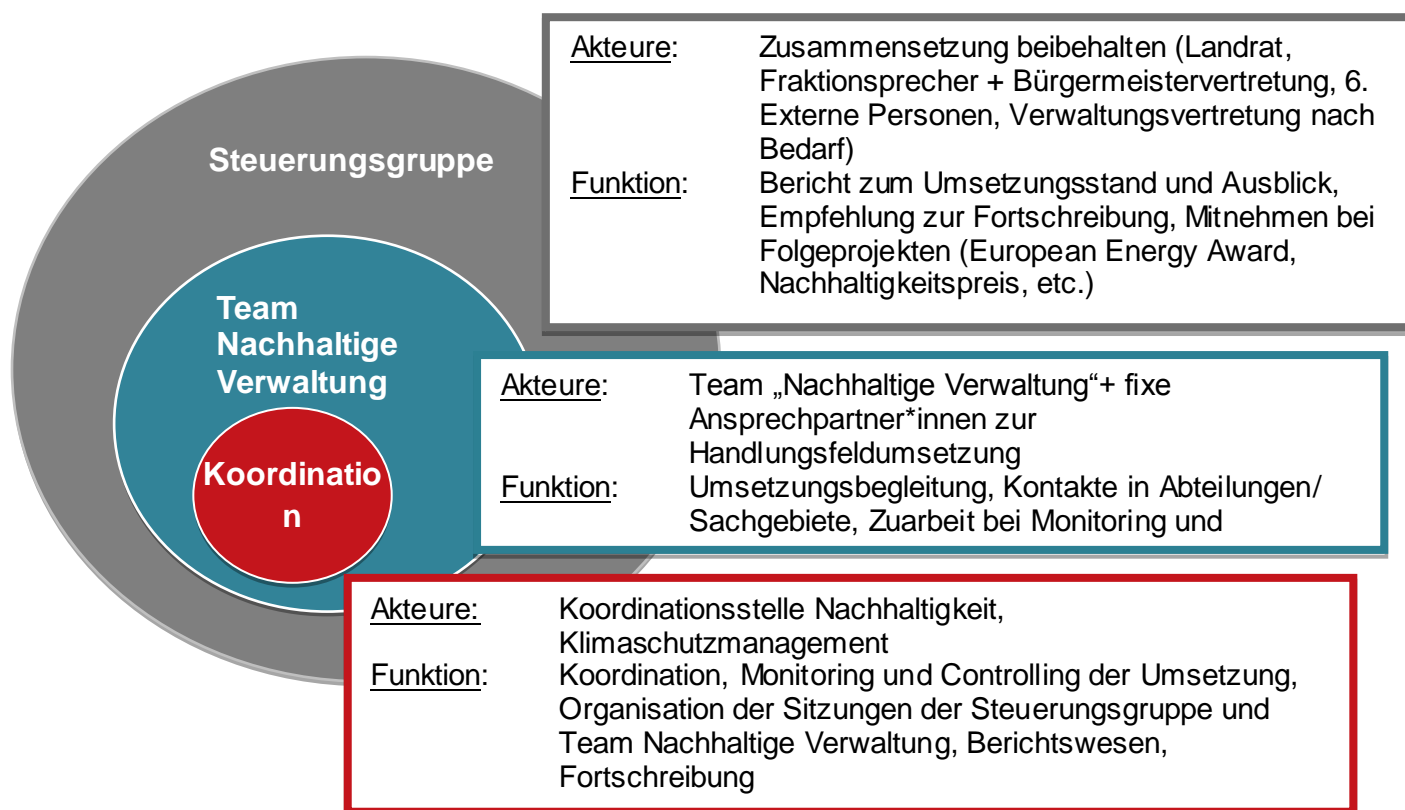 Steuerungsgruppe
Team
Nachhaltige
Verwaltung
Koordinatio
n
Akteure: Zusammensetzung beibehalten (Landrat,
Fraktionsprecher + Bürgermeistervertretung, 6.
Externe Personen, Verwaltungsvertretung nach
Bedarf)
Funktion: Bericht zum Umsetzungsstand und Ausblick,
Empfehlung zur Fortschreibung, Mitnehmen bei
Folgeprojekten (European Energy Award,
Nachhaltigkeitspreis, etc.)
Akteure: Team „Nachhaltige Verwaltung“+ fixe
Ansprechpartner*innen zur
Handlungsfeldumsetzung
Funktion: Umsetzungsbegleitung, Kontakte in Abteilungen/
Sachgebiete, Zuarbeit bei Monitoring und
Akteure: Koordinationsstelle Nachhaltigkeit,
Klimaschutzmanagement
Funktion: Koordination, Monitoring und Controlling der Umsetzung,
Organisation der Sitzungen der Steuerungsgruppe und
Team Nachhaltige Verwaltung, Berichtswesen,
Fortschreibung